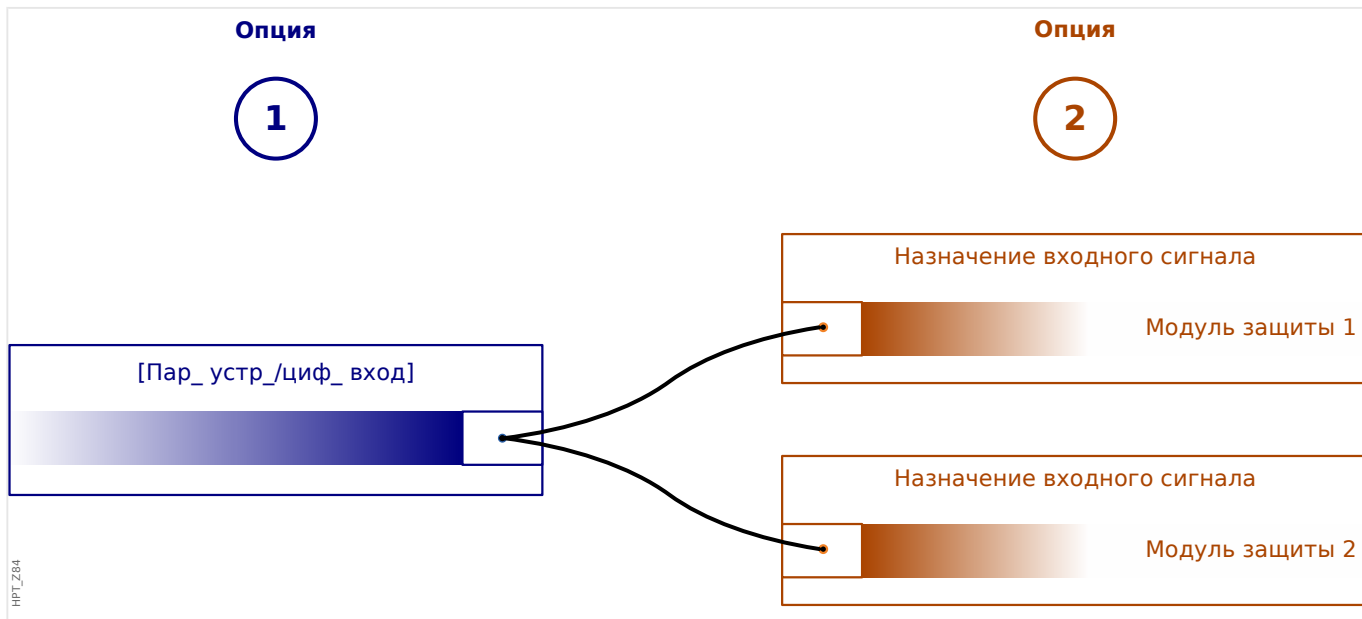 Опция
1
Опция
2
[Пар_ устр_/циф_ вход]
Назначение входного сигнала
Модуль защиты 1
Назначение входного сигнала
Модуль защиты 2
HPT_Z84